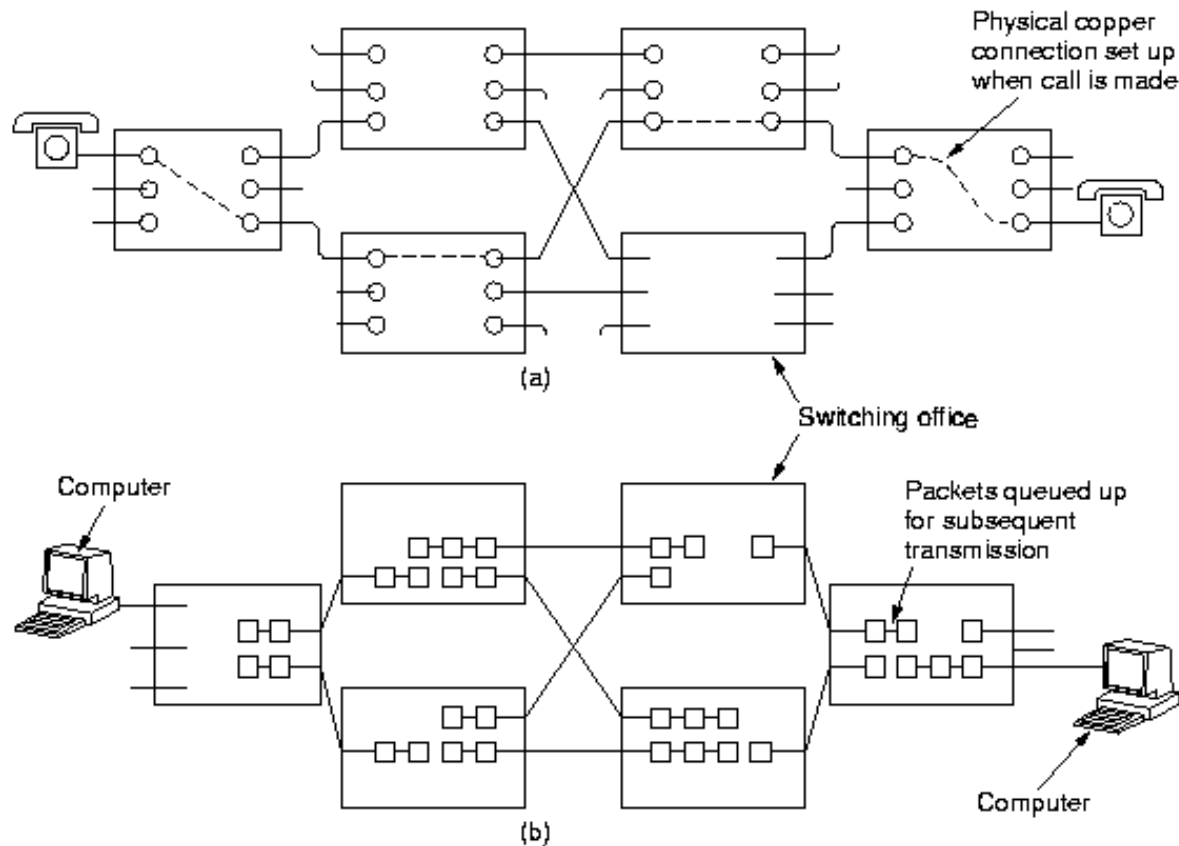 Physical copper
connection set up
when call is made
(a)
Switching office
Computer
Packets queued up
for subsequent
transmission
Computer
(b)